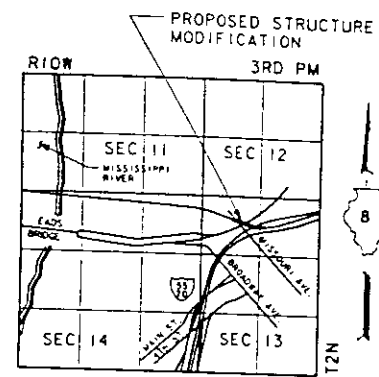 PROPOSED STRUCTURE
MODIFICATION
R10W 3RD PM
SEC 11 SEC 12
MISSISSIPPI
RIVER
8
EADS
BRIDGE
MISSOURI AVE.
BROADWAY AVE.
55
70
MAIN ST.
SEC 14 SEC 13
T2N